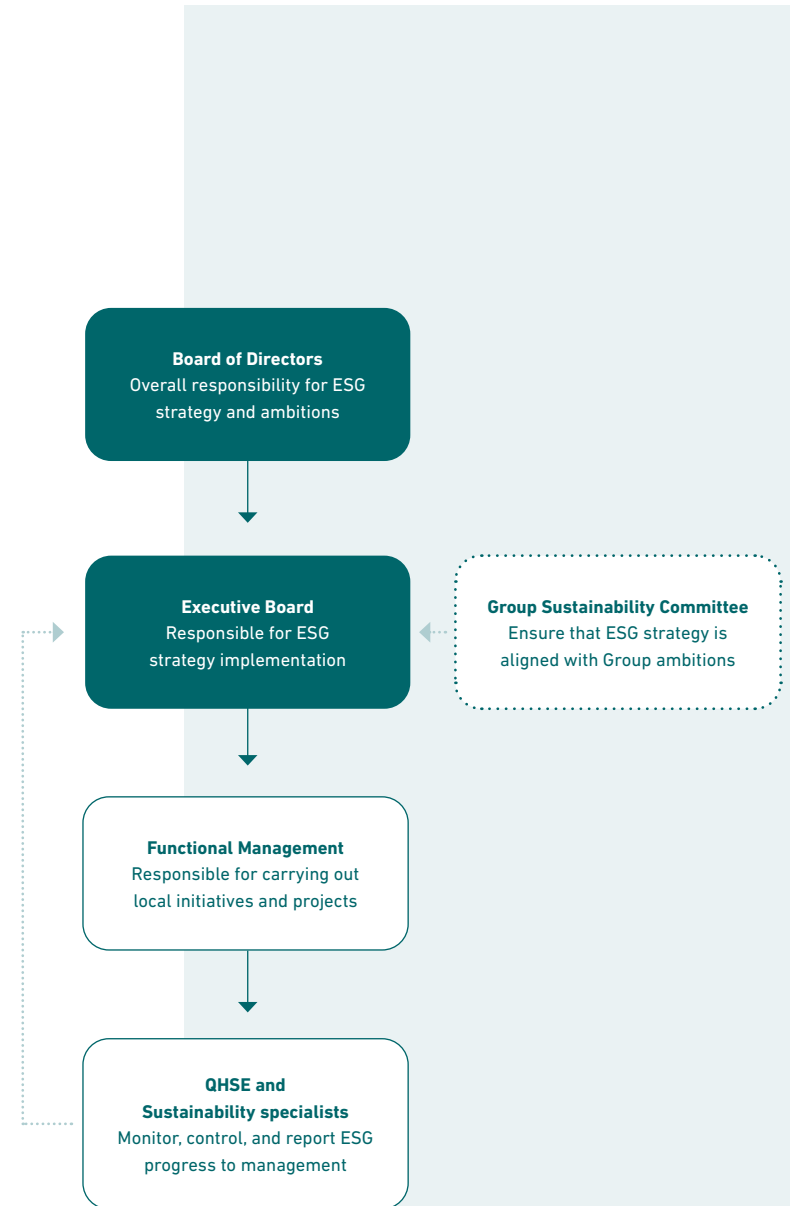 Board of Directors
Overall responsibility for ESG
strategy and ambitions
Executive Board
Responsible for ESG
strategy implementation
Group Sustainability Committee
Ensure that ESG strategy is
aligned with Group ambitions
Functional Management
Responsible for carrying out
local initiatives and projects
QHSE and
Sustainability specialists
Monitor, control, and report ESG
progress to management